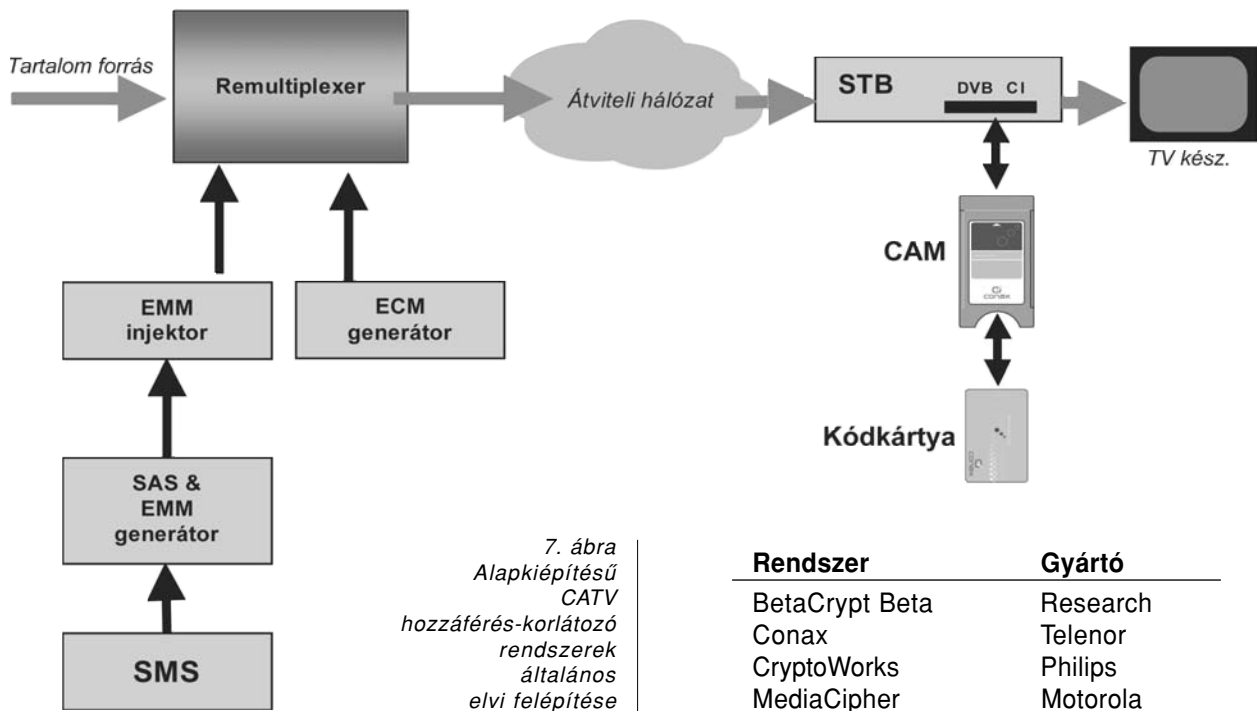 Tartalom forrás
Remultiplexer
Átviteli hálózat
STB
DVB CI
TV kész.
CAM
conax
Kódkártya
conax
EMM
injektor
ECM
generátor
SAS &
EMM
generátor
SMS
7. ábra
Alapkiépítésű
CATV
hozzáférés-korlátozó
rendszerek
általános
elvi felépítése
Rendszer Gyártó
BetaCrypt Beta Research
Conax Telenor
CryptoWorks Philips
MediaCipher Motorola